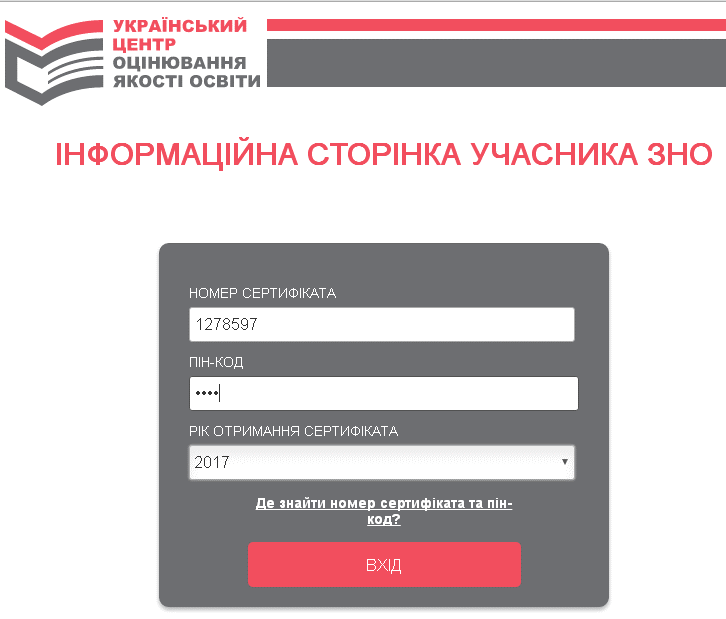 УКРАЇНСЬКИЙ
ЦЕНТР
ОЦІНЮВАННЯ
ЯКОСТІ ОСВІТИ
ІНФОРМАЦІЙНА СТОРІНКА УЧАСНИКА ЗНО
НОМЕР СЕРТИФІКАТА
1278597
ПІН-КОД
••••
РІК ОТРИМАННЯ СЕРТИФІКАТА
2017
Де знайти номер сертифіката та пін-
код?
ВХІД